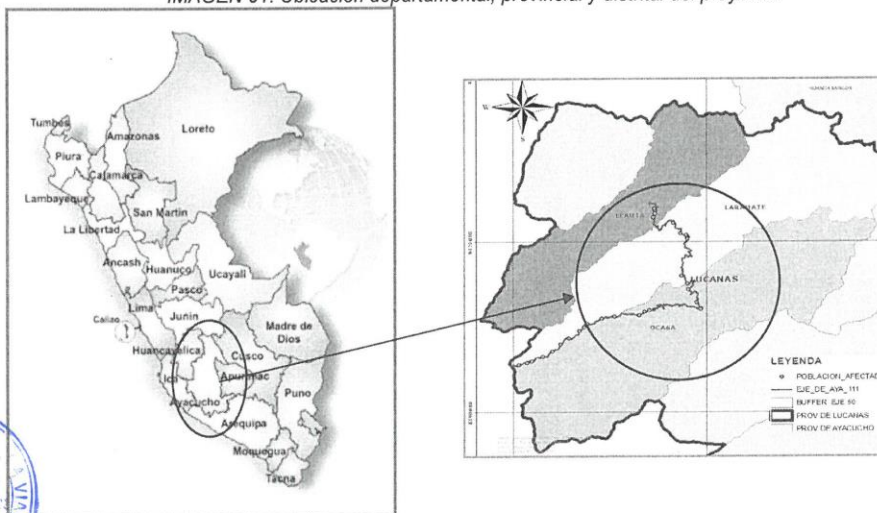 IMAGEN 01: Ubicación departamental, provincial y distrital del proyecto
Tumbes
Piura
Lambayeque
La Libertad
Amazonas
Cajamarca
Loreto
San Martin
Ancash
Huanuco
Pasco
Ucayali
Lima
Callao
Junin
Huancavelica
Ica
Cusco
Madre de
Dios
Apurimac
Ayacucho
Puno
Arequipa
Moquegua
Tacna
N
LARAMATE
LUCANAS
OCAÑA
LEYENDA
POBLACION_AFECTAD
EJE_DE_AYA_111
BUFFER EJE 50
PROV DE LUCANAS
PROV DE AYACUCHO
VIA